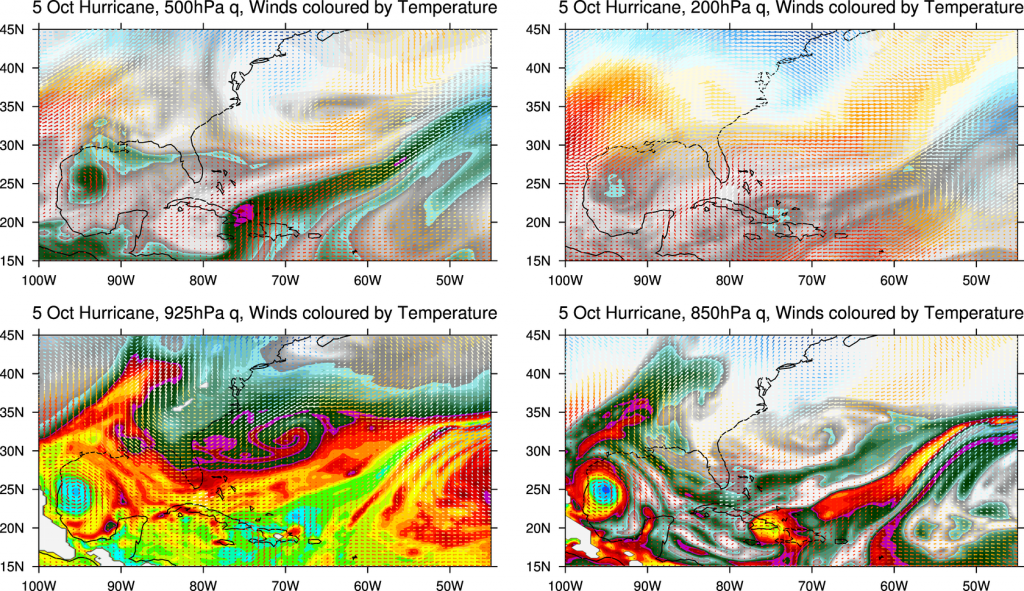 5 Oct Hurricane, 500hPa q, Winds coloured by Temperature
45N
40N
35N
30N
25N
20N
15N
100W 90W 80W 70W 60W 50W
5 Oct Hurricane, 200hPa q, Winds coloured by Temperature
45N
40N
35N
30N
25N
20N
15N
100W 90W 80W 70W 60W 50W
5 Oct Hurricane, 925hPa q, Winds coloured by Temperature
45N
40N
35N
30N
25N
20N
15N
100W 90W 80W 70W 60W 50W
5 Oct Hurricane, 850hPa q, Winds coloured by Temperature
45N
40N
35N
30N
25N
20N
15N
100W 90W 80W 70W 60W 50W